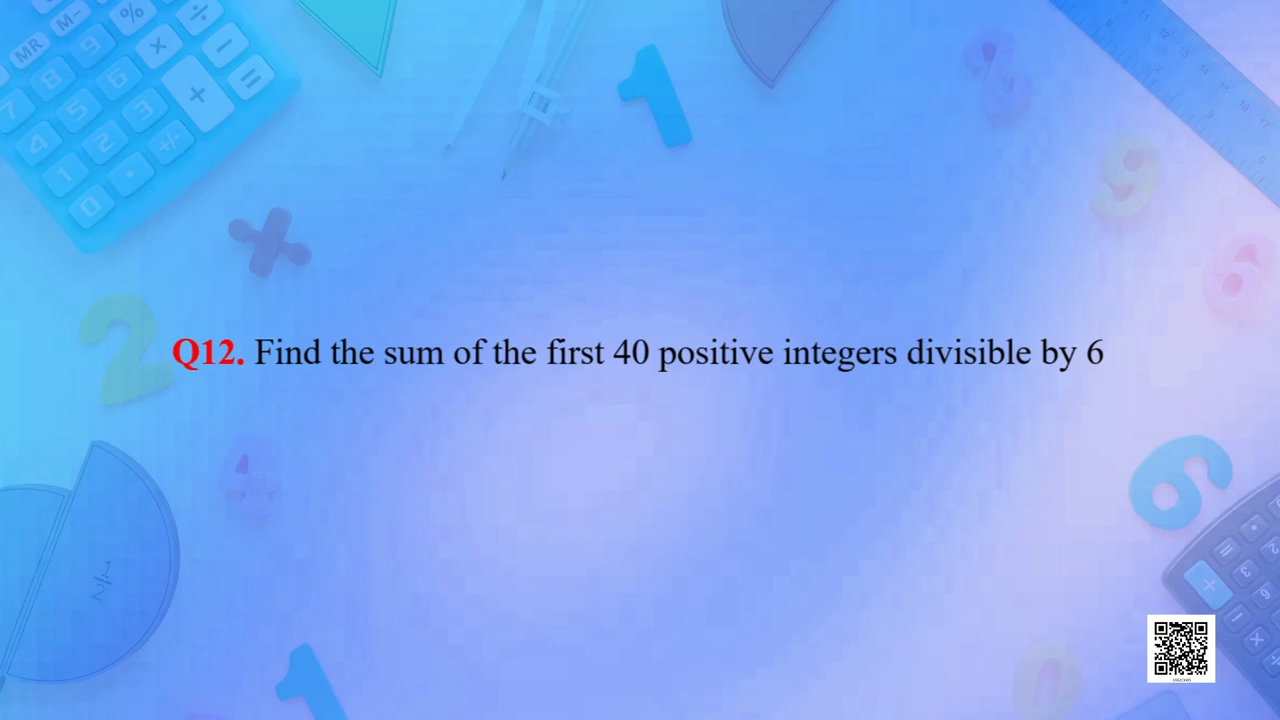 Q12. Find the sum of the first 40 positive integers divisible by 6